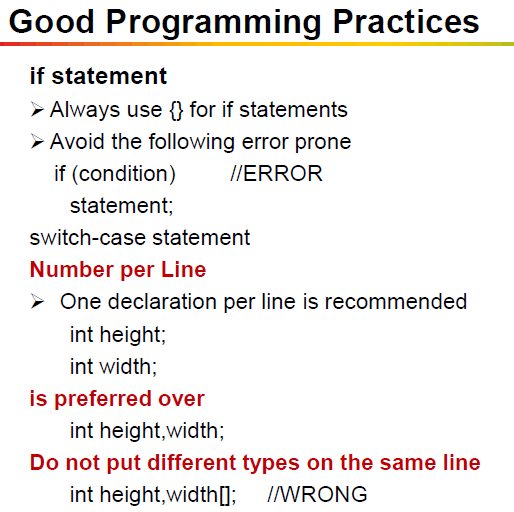 Good Programming Practices
if statement
➢ Always use {} for if statements
➢ Avoid the following error prone
if (condition) //ERROR
statement;
switch-case statement
Number per Line
➢ One declaration per line is recommended
int height;
int width;
is preferred over
int height,width;
Do not put different types on the same line
int height,width[]; //WRONG